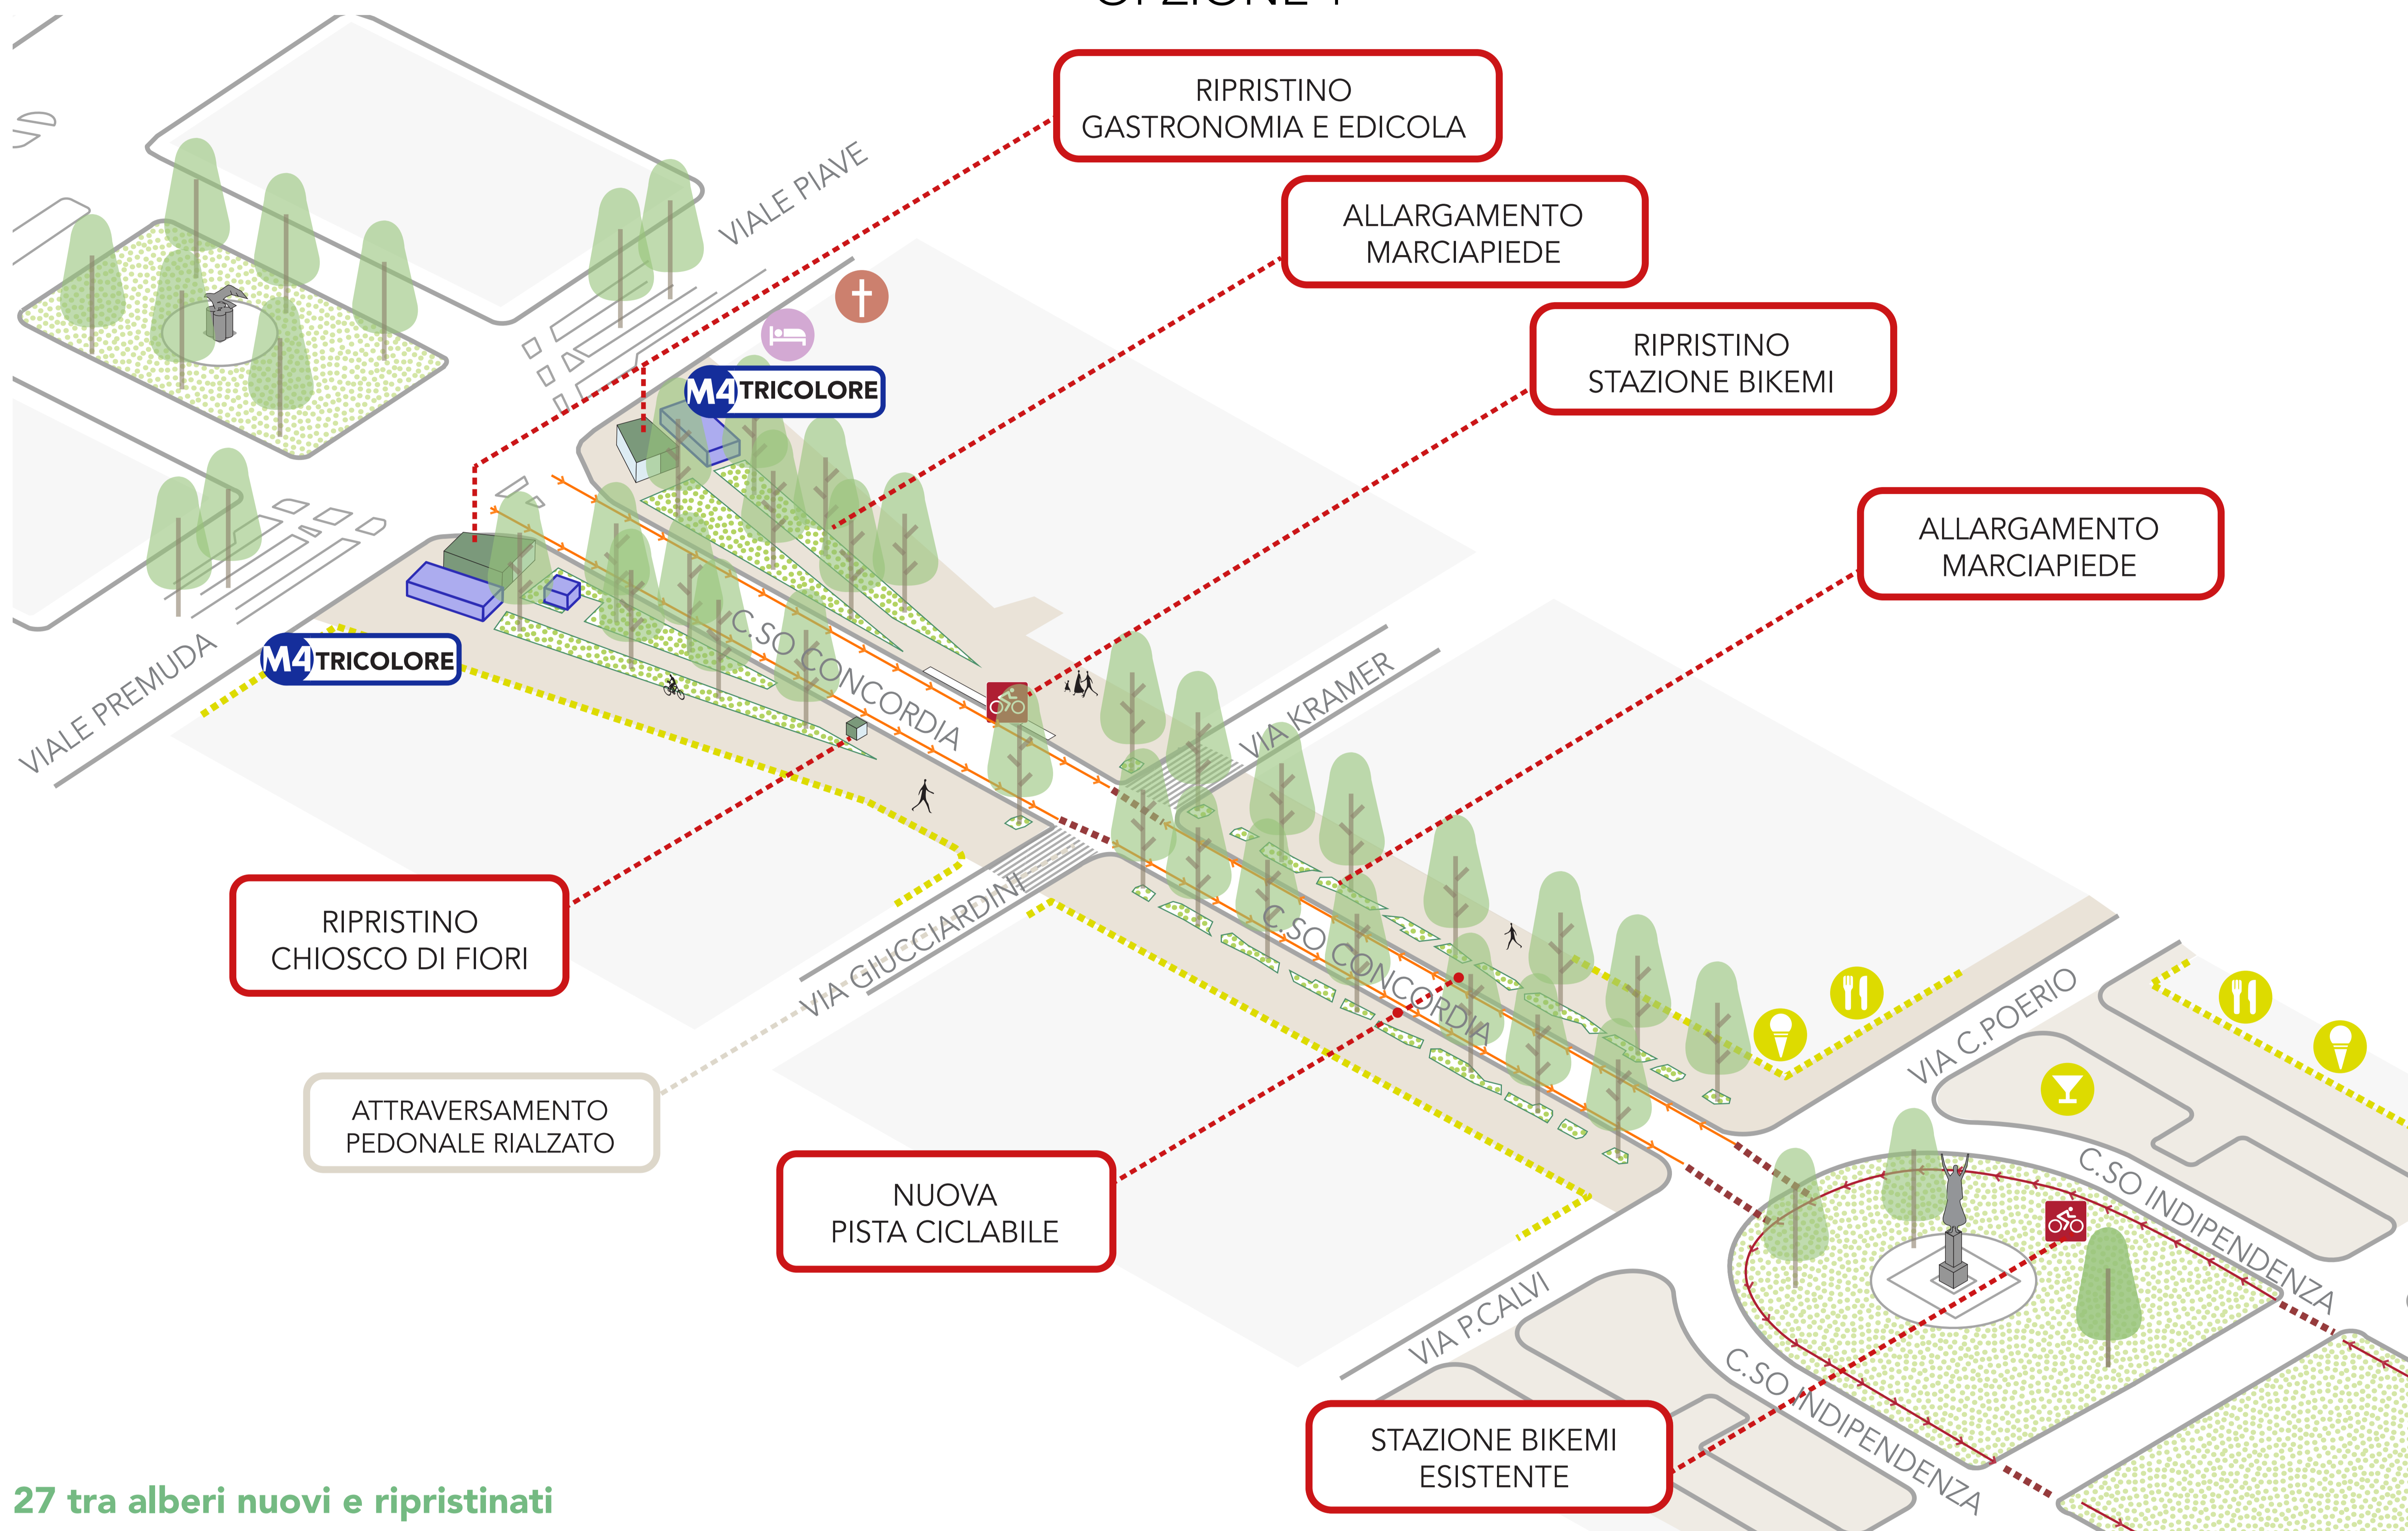 OPZIONE 1
RIPRISTINO
GASTRONOMIA E EDICOLA
ALLARGAMENTO
MARCIAPIEDE
RIPRISTINO
STAZIONE BIKEMI
ALLARGAMENTO
MARCIAPIEDE
VIALE PIAVE
M4 TRICOLORE
M4 TRICOLORE
VIALE PREMUDA
C.SO CONCORDIA
VIA KRAMER
RIPRISTINO
CHIOSCO DI FIORI
VIA GIUCCIARDINI
C.SO CONCORDIA
VIA C.POERIO
ATTRAVERSAMENTO
PEDONALE RIALZATO
NUOVA
PISTA CICLABILE
C.SO INDIPENDENZA
VIA P.CALVI
C.SO INDIPENDENZA
STAZIONE BIKEMI
ESISTENTE
27 tra alberi nuovi e ripristinati